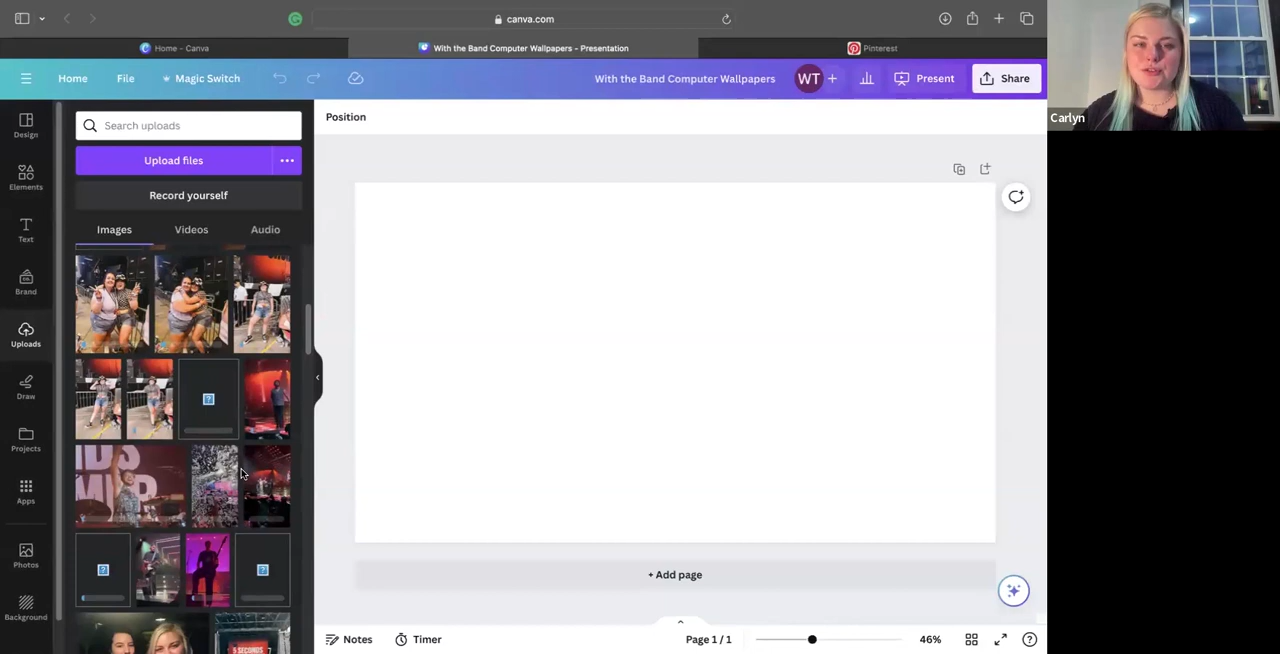 canva.com
Home - Canva
With the Band Computer Wallpapers - Presentation
Pinterest
Home
File
Magic Switch
With the Band Computer Wallpapers
WT
Present
Share
Carlyn
Design
Elements
Text
Brand
Uploads
Draw
Projects
Apps
Photos
Background
Search uploads
Upload files
Record yourself
Images
Videos
Audio
Position
+ Add page
Notes
Timer
Page 1 / 1
46%
5 SECONDS